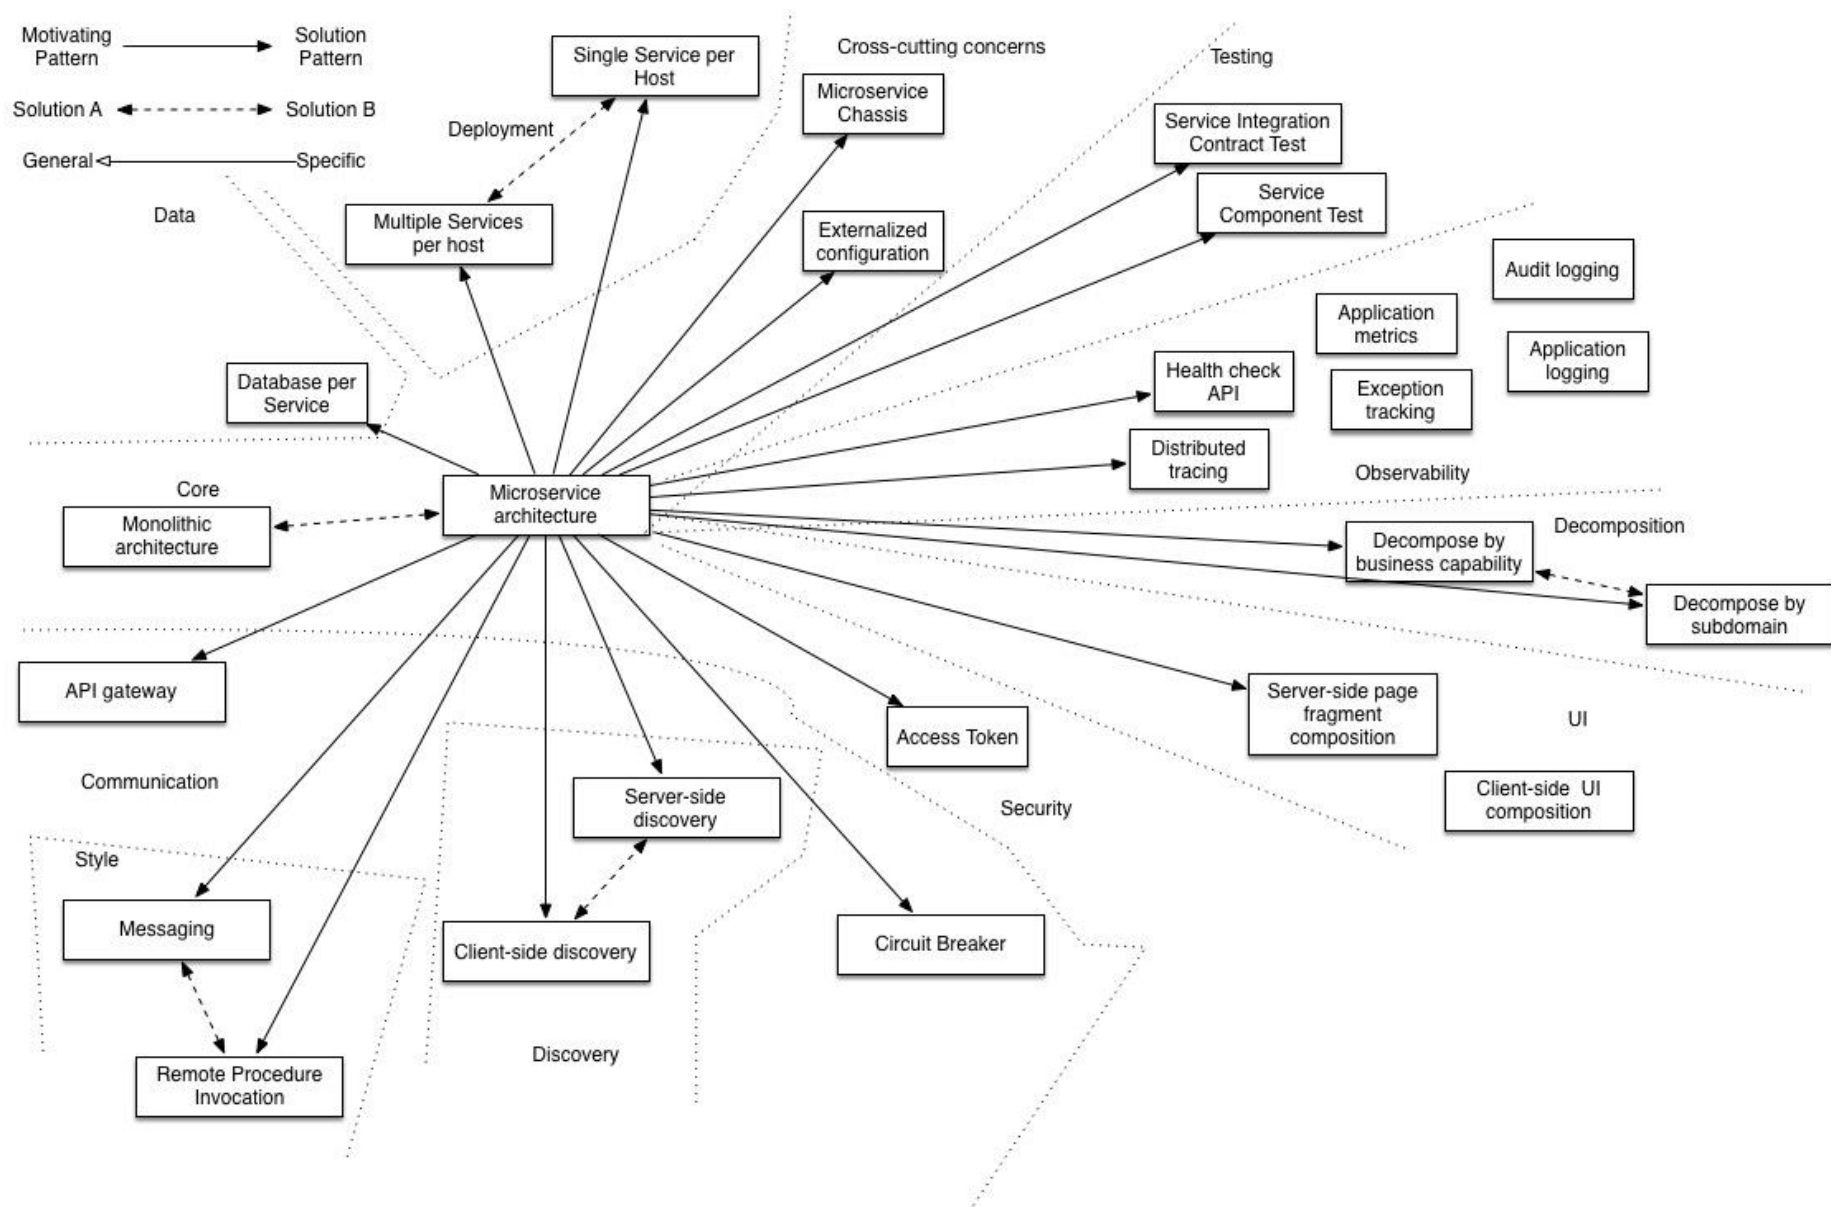 Motivating
Pattern
Solution
Pattern
Solution A
Solution B
General
Specific
Single Service per
Host
Deployment
Multiple Services
per host
Cross-cutting concerns
Microservice
Chassis
Externalized
configuration
Testing
Service Integration
Contract Test
Service
Component Test
Data
Database per
Service
Audit logging
Application
metrics
Application
logging
Health check
API
Exception
tracking
Distributed
tracing
Observability
Core
Monolithic
architecture
Microservice
architecture
Decomposition
Decompose by
business capability
Decompose by
subdomain
API gateway
Communication
Style
Messaging
Remote Procedure
Invocation
Server-side
discovery
Client-side discovery
Discovery
Access Token
Security
Circuit Breaker
Server-side page
fragment
composition
UI
Client-side UI
composition